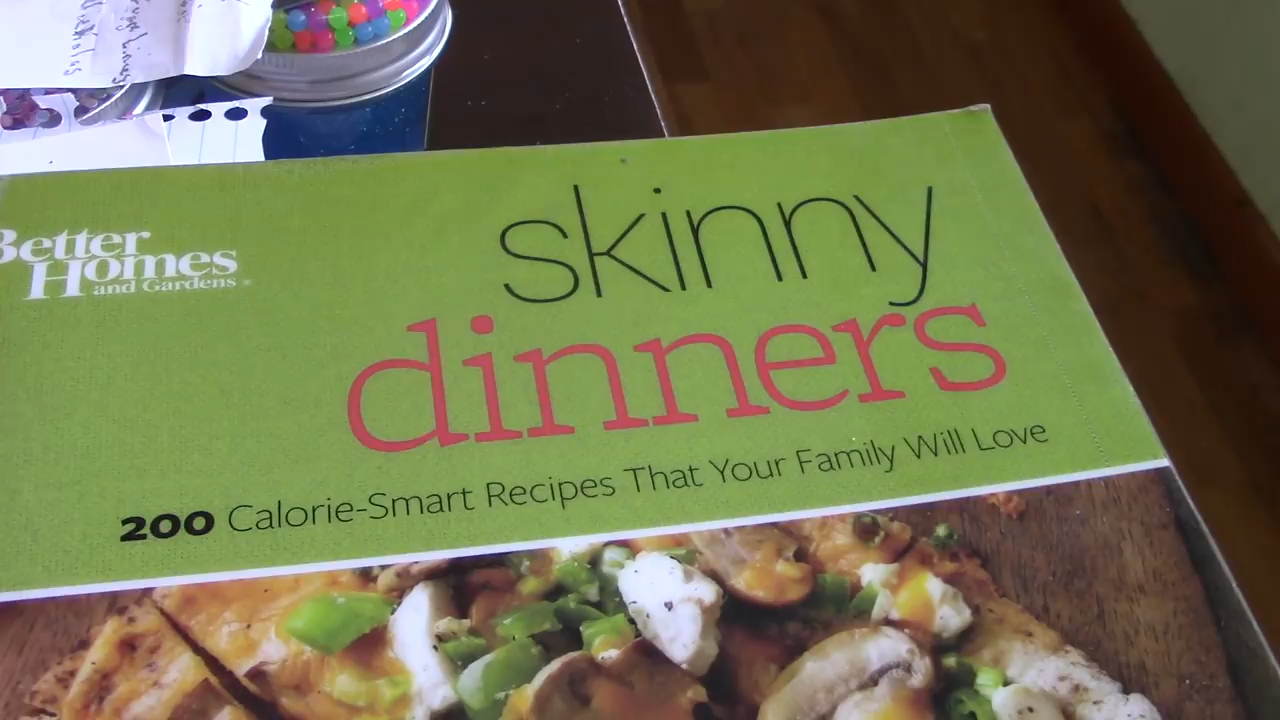 Better
Homes
and Gardens
skinny
dinners
200 Calorie-Smart Recipes That Your Family Will Love